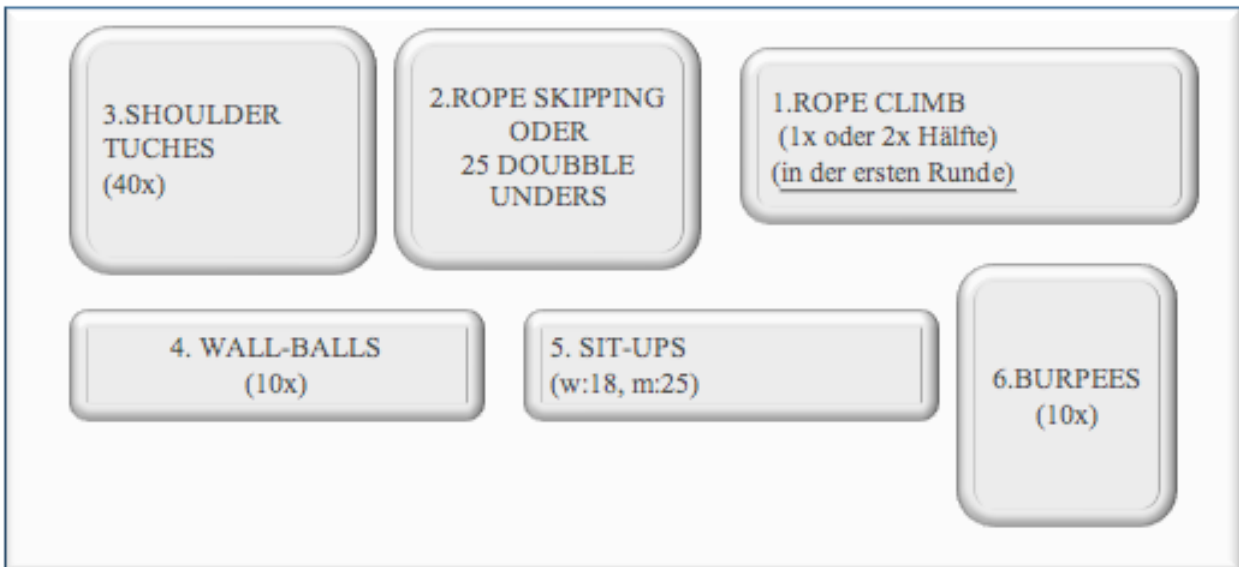 3.SHOULDER
TUCHES
(40x)
2.ROPE SKIPPING
ODER
25 DOUBBLE
UNDERS
1.ROPE CLIMB
(1x oder 2x Hälfte)
(in der ersten Runde)
4. WALL-BALLS
(10x)
5. SIT-UPS
(w:18, m:25)
6.BURPEES
(10x)